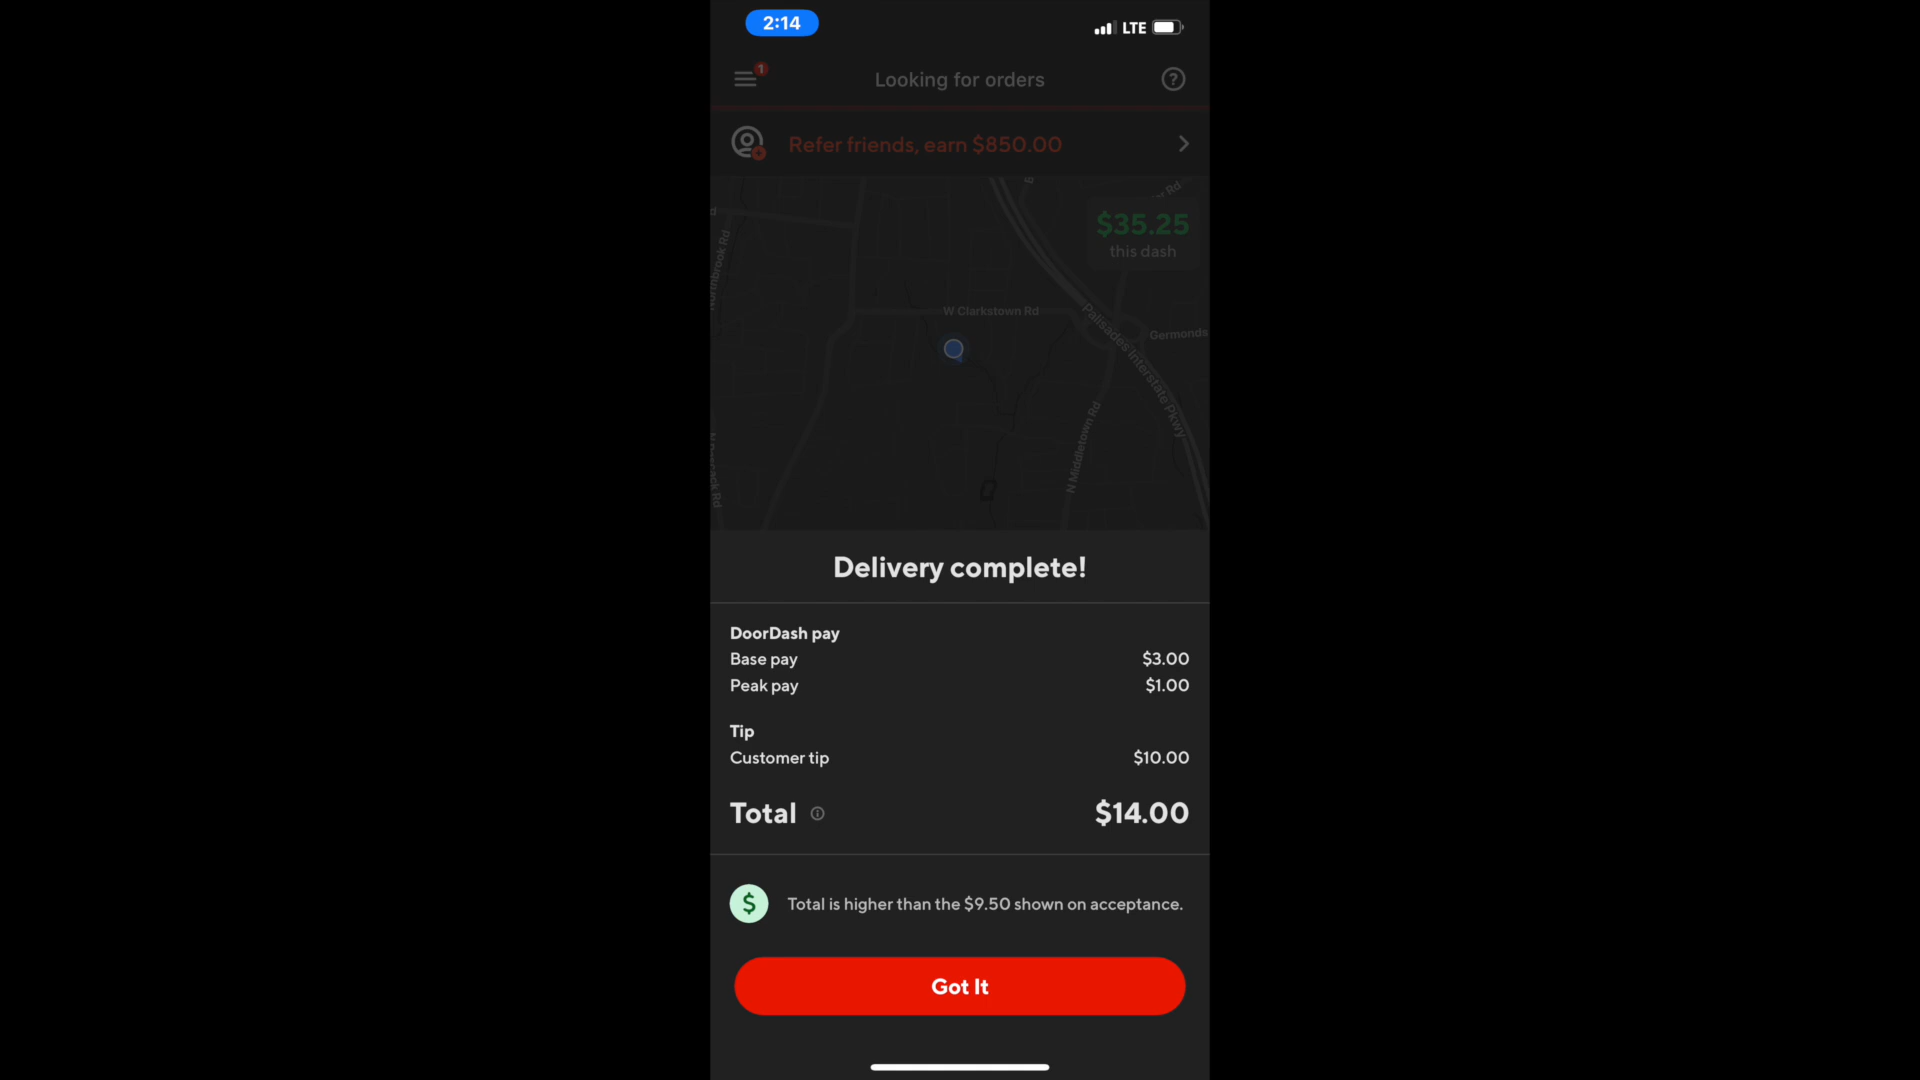 2:14
LTE
1
Looking for orders
?
Refer friends, earn $850.00
$35.25
this dash
W Clarkstown Rd
Palisades Interstate Pkwy
Germonds
N Middletown Rd
Delivery complete!
DoorDash pay
Base pay $3.00
Peak pay $1.00
Tip
Customer tip $10.00
Total $14.00
$ Total is higher than the $9.50 shown on acceptance.
Got It